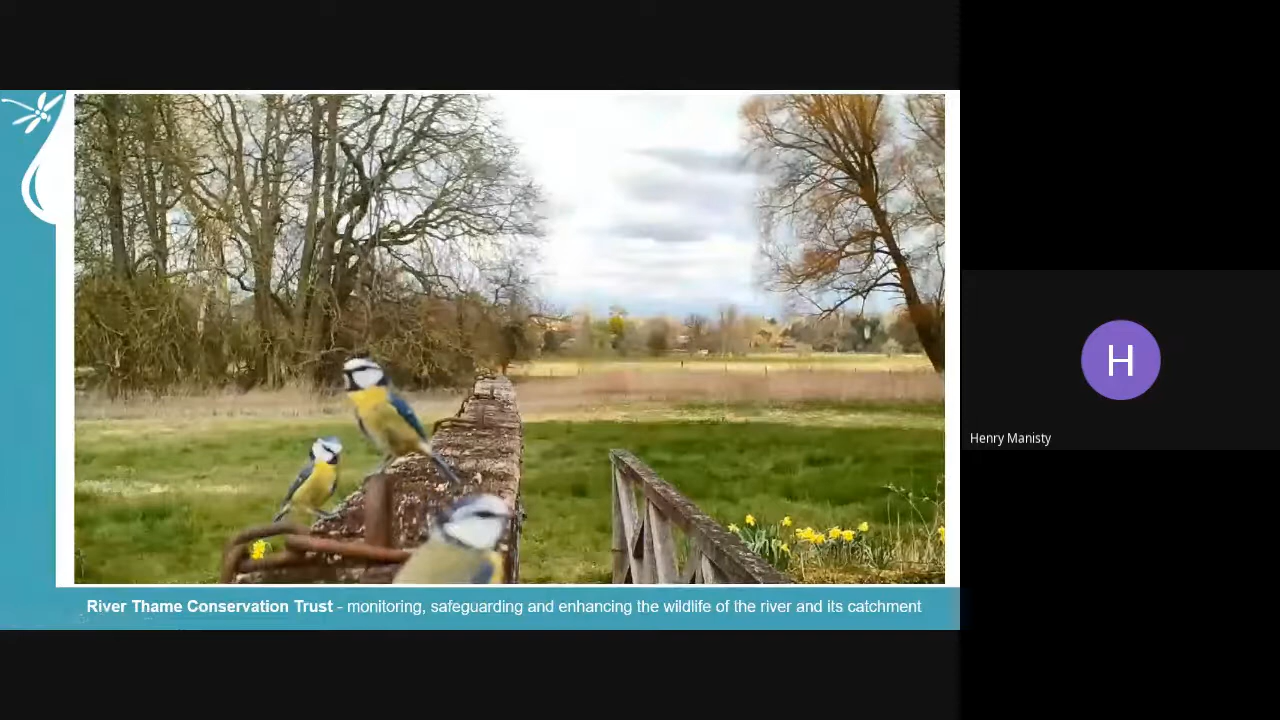 River Thame Conservation Trust - monitoring, safeguarding and enhancing the wildlife of the river and its catchment
H
Henry Manisty